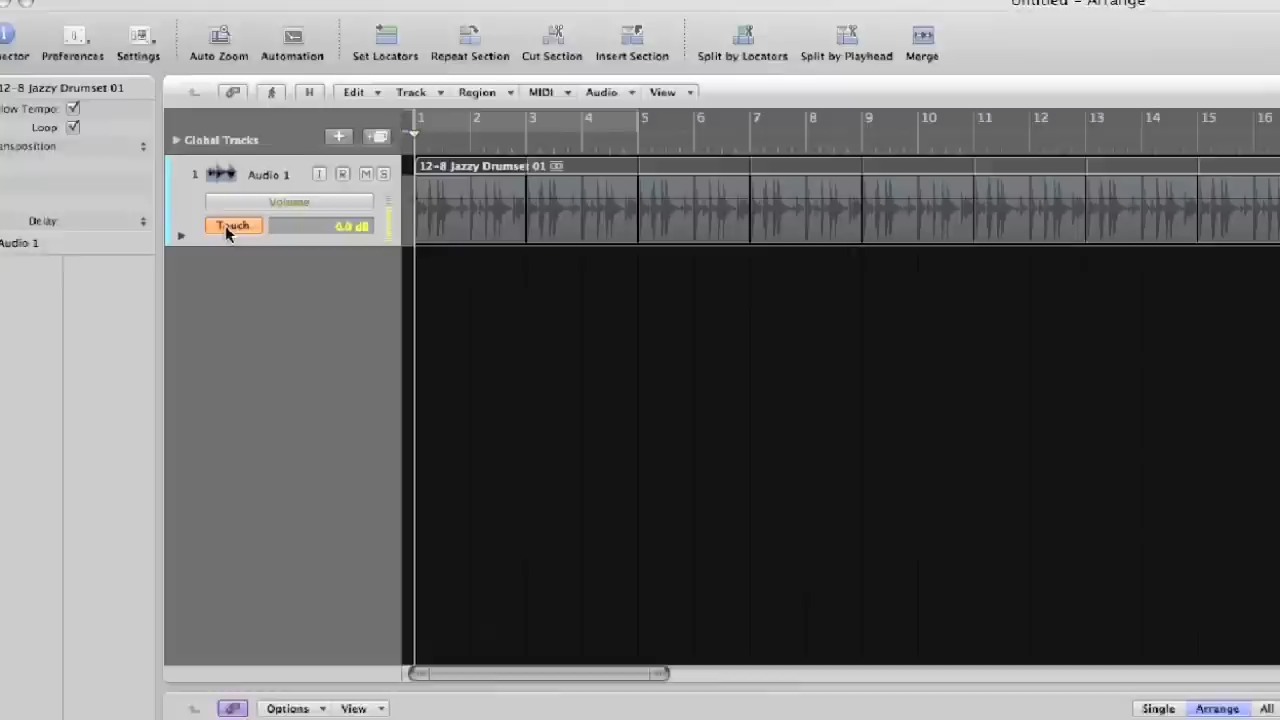 Untitled - Arrange
Preferences Settings Auto Zoom Automation Set Locators Repeat Section Cut Section Insert Section Split by Locators Split by Playhead Merge
12-8 Jazzy Drumset 01
Edit Track Region MIDI Audio View
Tempo:
Loop:
Global Tracks
1 2 3 4 5 6 7 8 9 10 11 12 13 14 15 16
1 Audio 1 I R M S
12-8 Jazzy Drumset 01
Volume
Delay:
Touch 0.0 dB
Audio 1
H
Options View Single Arrange All